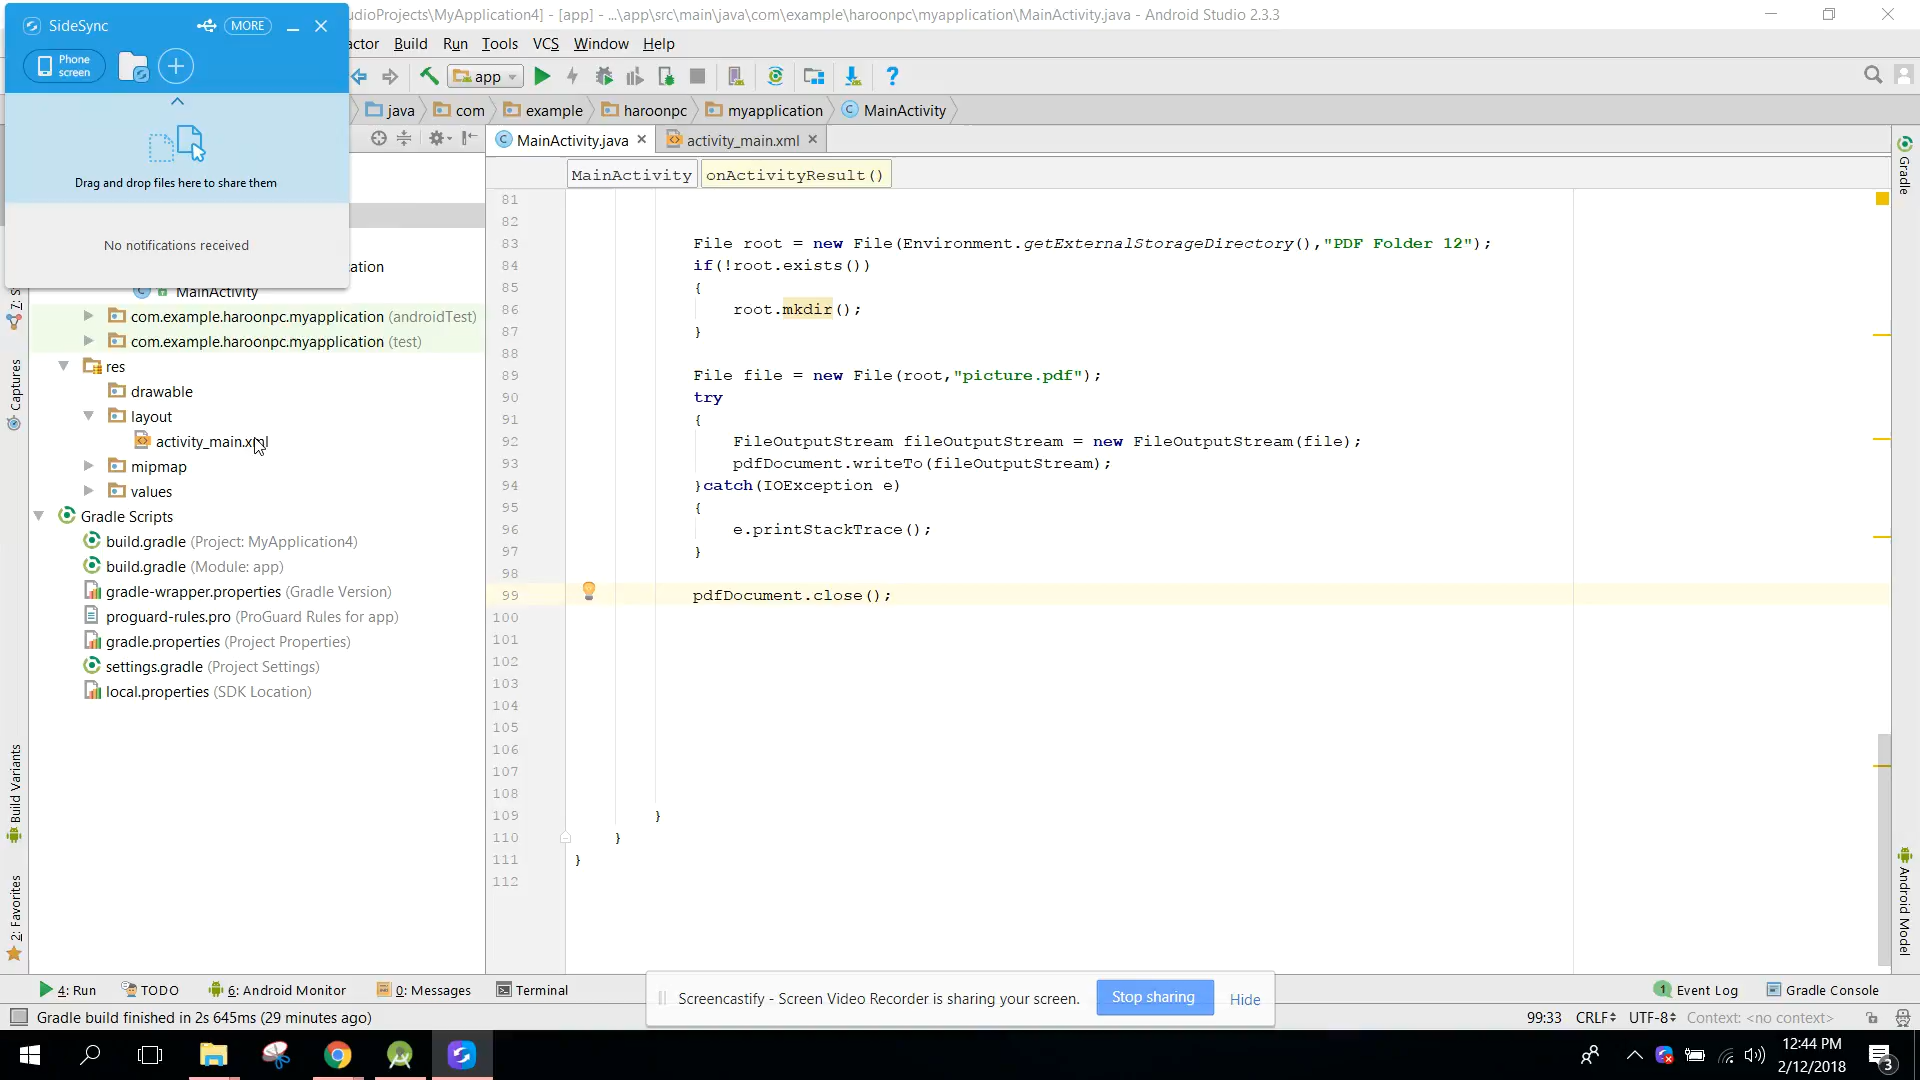 SideSync
MORE
Phone
screen
Drag and drop files here to share them
No notifications received
udioProjects\MyApplication4] - [app] - ...\app\src\main\java\com\example\haroonpc\myapplication\MainActivity.java - Android Studio 2.3.3
actor Build Run Tools VCS Window Help
app
java com example haroonpc myapplication MainActivity
MainActivity.java activity_main.xml
MainActivity onActivityResult()
ation
MainActivity
com.example.haroonpc.myapplication (androidTest)
com.example.haroonpc.myapplication (test)
res
drawable
layout
activity_main.xml
mipmap
values
Gradle Scripts
build.gradle (Project: MyApplication4)
build.gradle (Module: app)
gradle-wrapper.properties (Gradle Version)
proguard-rules.pro (ProGuard Rules for app)
gradle.properties (Project Properties)
settings.gradle (Project Settings)
local.properties (SDK Location)
Captures
Build Variants
2: Favorites
81
82
83 File root = new File(Environment.getExternalStorageDirectory(),"PDF Folder 12");
84 if(!root.exists())
85 {
86 root.mkdir();
87 }
88
89 File file = new File(root,"picture.pdf");
90 try
91 {
92 FileOutputStream fileOutputStream = new FileOutputStream(file);
93 pdfDocument.writeTo(fileOutputStream);
94 }catch(IOException e)
95 {
96 e.printStackTrace();
97 }
98
99 pdfDocument.close();
100
101
102
103
104
105
106
107
108
109 }
110 }
111 }
112
Gradle
Android Model
4: Run TODO 6: Android Monitor 0: Messages Terminal
Screencastify - Screen Video Recorder is sharing your screen. Stop sharing Hide
1 Event Log Gradle Console
Gradle build finished in 2s 645ms (29 minutes ago)
99:33 CRLF UTF-8 Context: <no context>
12:44 PM
2/12/2018
3